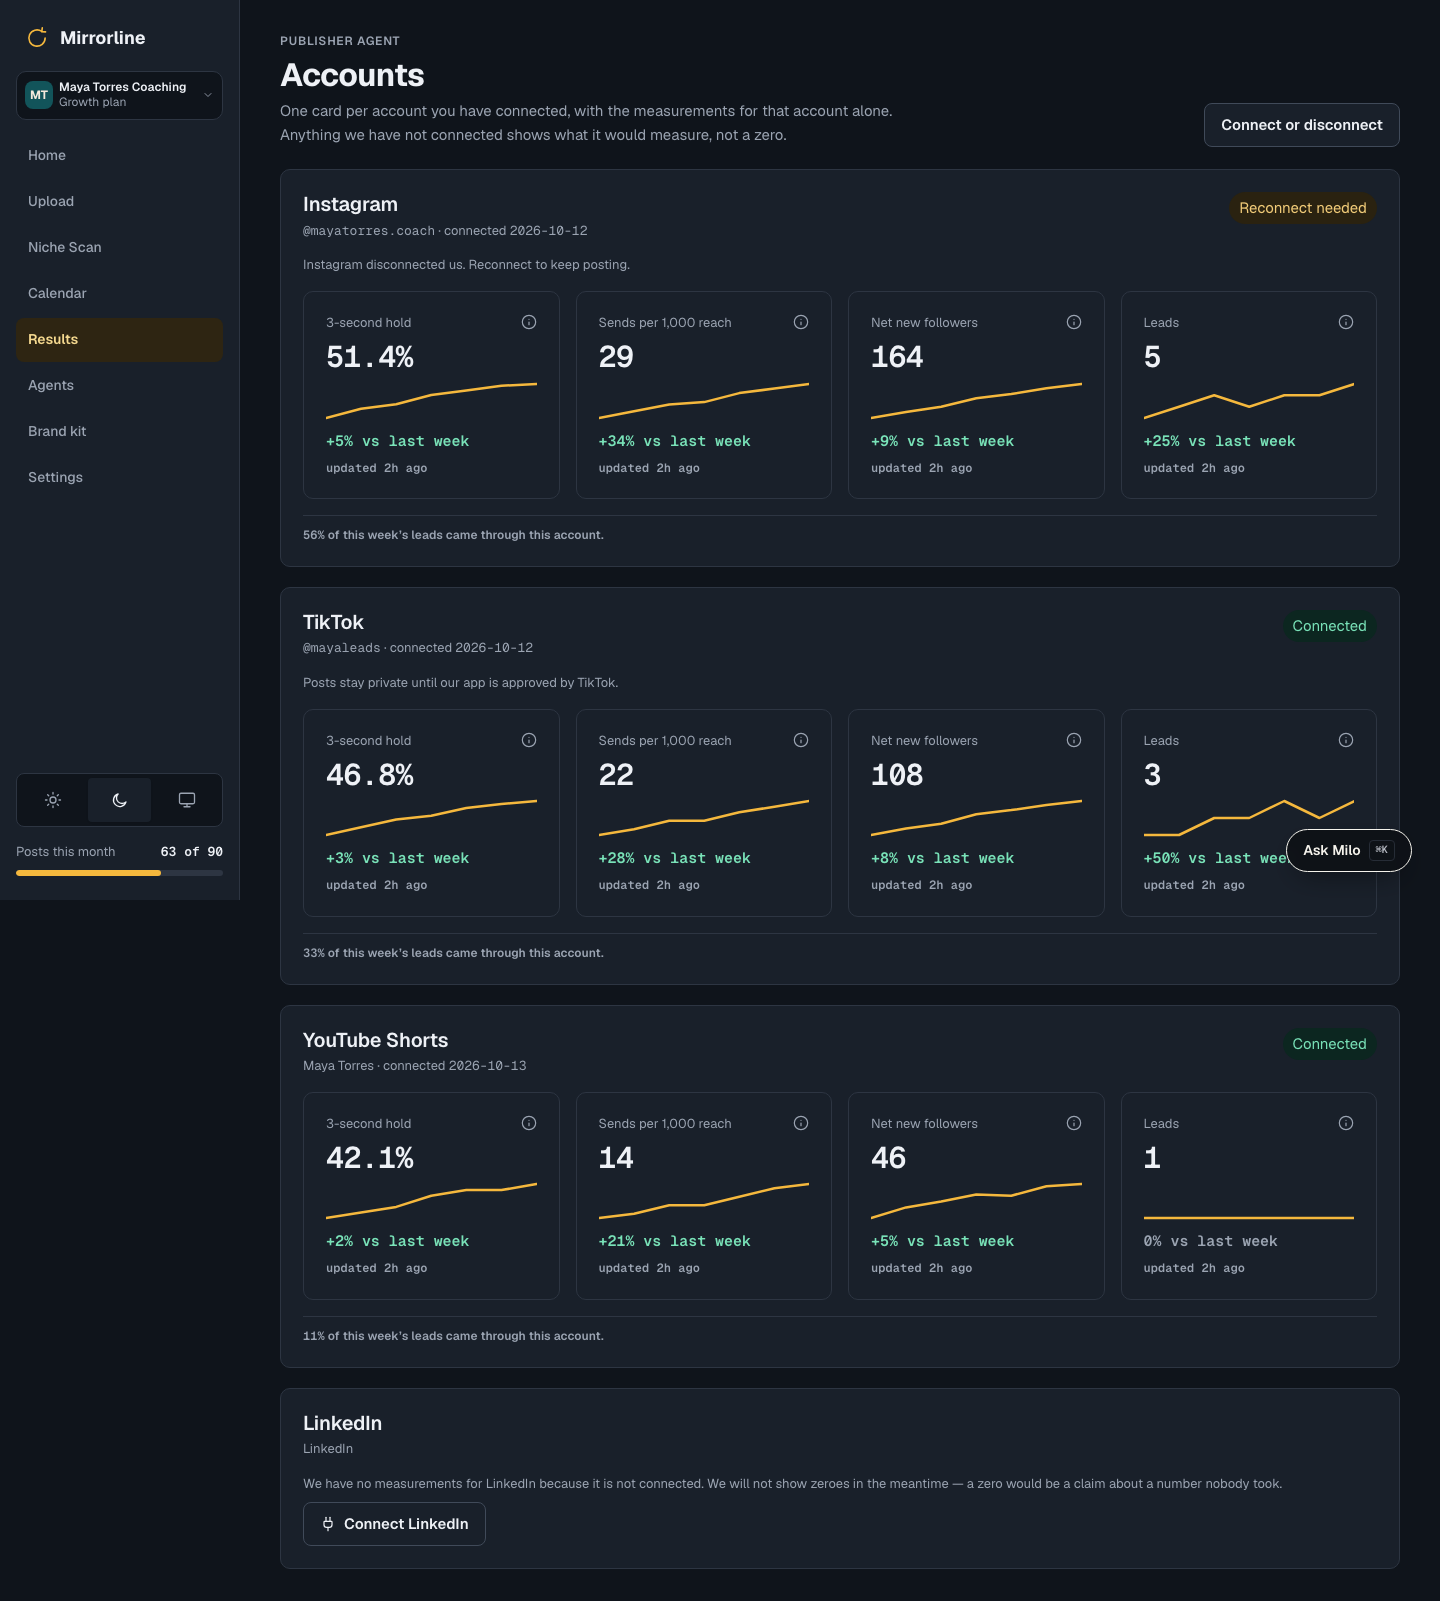 Mirrorline
MT
Maya Torres Coaching
Growth plan
Home
Upload
Niche Scan
Calendar
Results
Agents
Brand kit
Settings
Posts this month
63 of 90
PUBLISHER AGENT
Accounts
One card per account you have connected, with the measurements for that account alone.
Anything we have not connected shows what it would measure, not a zero.
Connect or disconnect
Instagram
Reconnect needed
@mayatorres.coach · connected 2026-10-12
Instagram disconnected us. Reconnect to keep posting.
3-second hold
51.4%
+5% vs last week
updated 2h ago
Sends per 1,000 reach
29
+34% vs last week
updated 2h ago
Net new followers
164
+9% vs last week
updated 2h ago
Leads
5
+25% vs last week
updated 2h ago
56% of this week's leads came through this account.
TikTok
Connected
@mayaleads · connected 2026-10-12
Posts stay private until our app is approved by TikTok.
3-second hold
46.8%
+3% vs last week
updated 2h ago
Sends per 1,000 reach
22
+28% vs last week
updated 2h ago
Net new followers
108
+8% vs last week
updated 2h ago
Leads
3
+50% vs last
updated 2h ago
Ask Milo ⌘K
33% of this week's leads came through this account.
YouTube Shorts
Connected
Maya Torres · connected 2026-10-13
3-second hold
42.1%
+2% vs last week
updated 2h ago
Sends per 1,000 reach
14
+21% vs last week
updated 2h ago
Net new followers
46
+5% vs last week
updated 2h ago
Leads
1
0% vs last week
updated 2h ago
11% of this week's leads came through this account.
LinkedIn
LinkedIn
We have no measurements for LinkedIn because it is not connected. We will not show zeroes in the meantime — a zero would be a claim about a number nobody took.
Connect LinkedIn